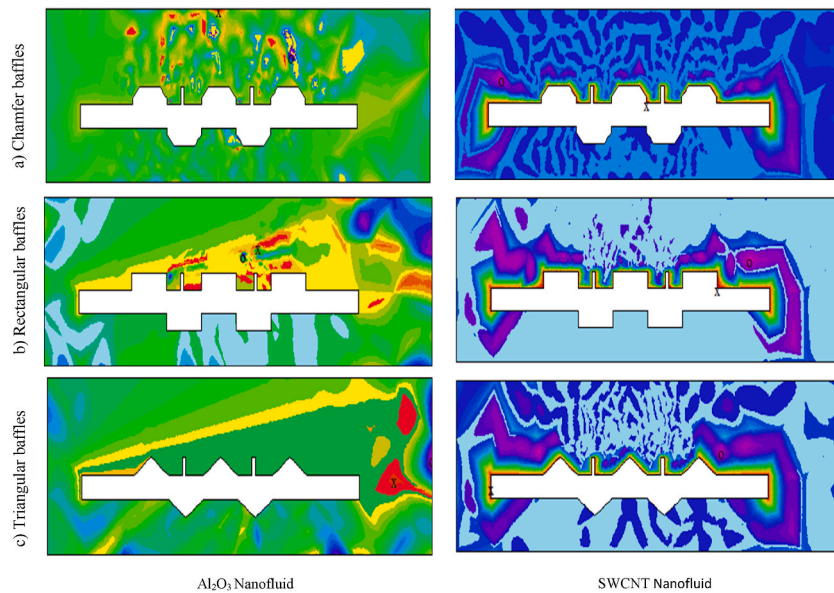 a) Chamfer baffles
X
O
X
b) Rectangular baffles
X
O
O
X
c) Triangular baffles
X
O
X
Al₂O₃ Nanofluid
SWCNT Nanofluid